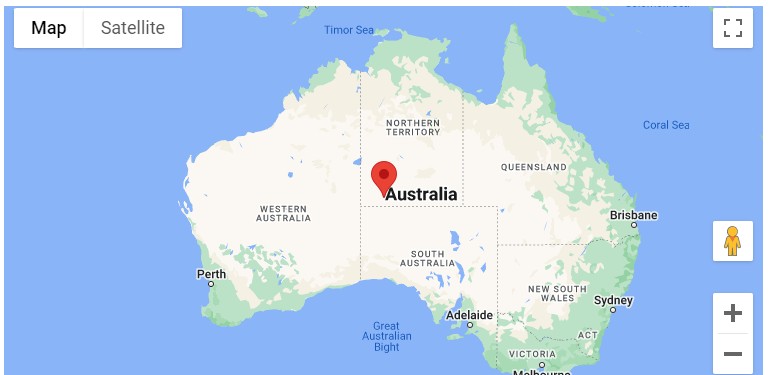 Map
Satellite
Timor Sea
Coral Sea
NORTHERN
TERRITORY
QUEENSLAND
Australia
WESTERN
AUSTRALIA
Brisbane
SOUTH
AUSTRALIA
Perth
NEW SOUTH
WALES
Sydney
Adelaide
Great
Australian
Bight
ACT
VICTORIA
Melbourne